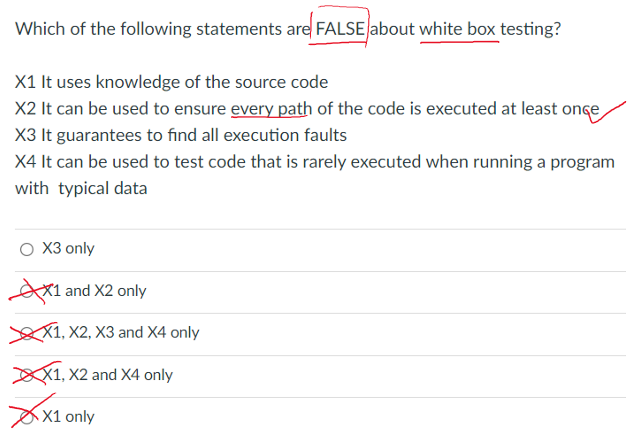 Which of the following statements are FALSE about white box testing?
X1 It uses knowledge of the source code
X2 It can be used to ensure every path of the code is executed at least once
X3 It guarantees to find all execution faults
X4 It can be used to test code that is rarely executed when running a program
with typical data
X3 only
X1 and X2 only
X1, X2, X3 and X4 only
X1, X2 and X4 only
X1 only